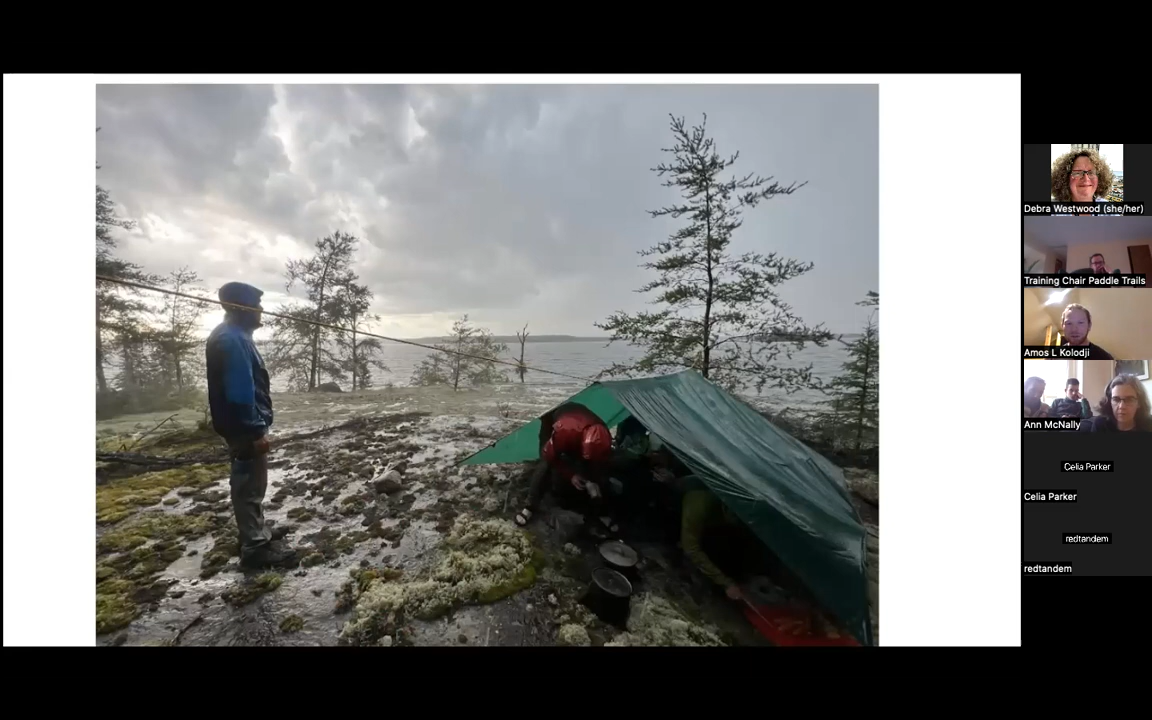 Debra Westwood (she/her)
Training Chair Paddle Trails
Amos L Kolodji
Ann McNally
Celia Parker
Celia Parker
redtandem
redtandem